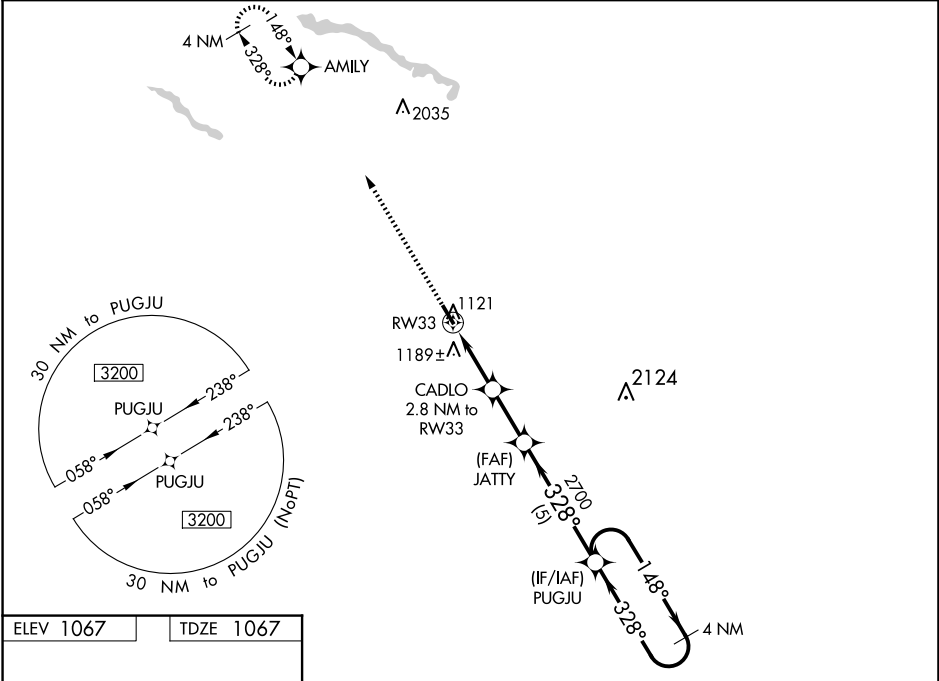 4 NM
148°
328°
AMILY
2035
1121
RW33
1189±
CADLO
2.8 NM to
RW33
2124
(FAF)
JATTY
2700
328°
(5)
(IF/IAF)
PUGJU
148°
328°
4 NM
30 NM to PUGJU
3200
238°
PUGJU
058°
238°
PUGJU
058°
3200
30 NM to PUGJU (NoPT)
ELEV 1067
TDZE 1067